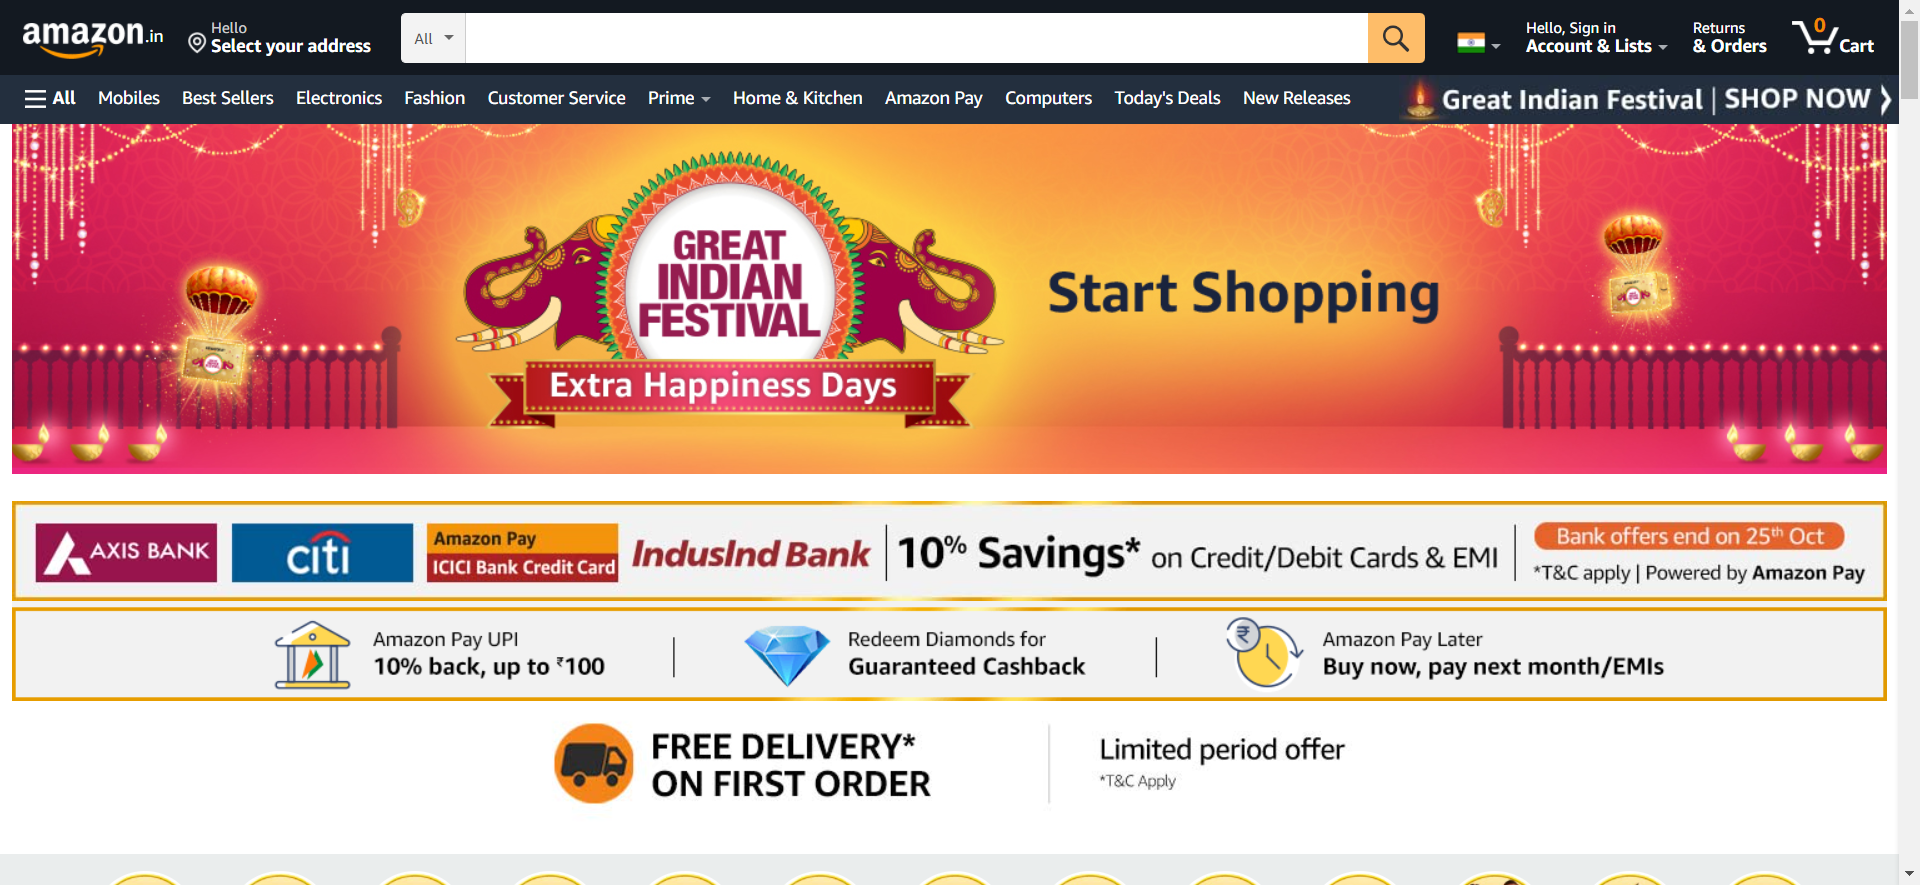 amazon.in
Hello
Select your address
All
Hello, Sign in
Account & Lists
Returns
& Orders
0
Cart
All
Mobiles
Best Sellers
Electronics
Fashion
Customer Service
Prime
Home & Kitchen
Amazon Pay
Computers
Today's Deals
New Releases
Great Indian Festival | SHOP NOW
GREAT
INDIAN
FESTIVAL
Extra Happiness Days
Start Shopping
AXIS BANK
citi
Amazon Pay
ICICI Bank Credit Card
IndusInd Bank
10% Savings* on Credit/Debit Cards & EMI
Bank offers end on 25th Oct
*T&C apply | Powered by Amazon Pay
Amazon Pay UPI
10% back, up to ₹100
Redeem Diamonds for
Guaranteed Cashback
₹
Amazon Pay Later
Buy now, pay next month/EMIs
FREE DELIVERY*
ON FIRST ORDER
Limited period offer
*T&C Apply